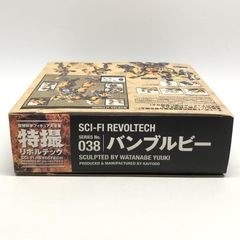 特撮
リボルテック
SCI-FI REVOLTECH
SCI-FI REVOLTECH
SERIES No.
038 バンブルビー
SCULPTED BY WATANABE YUUKI
PRODUCED & MANUFACTURED BY KAIYODO